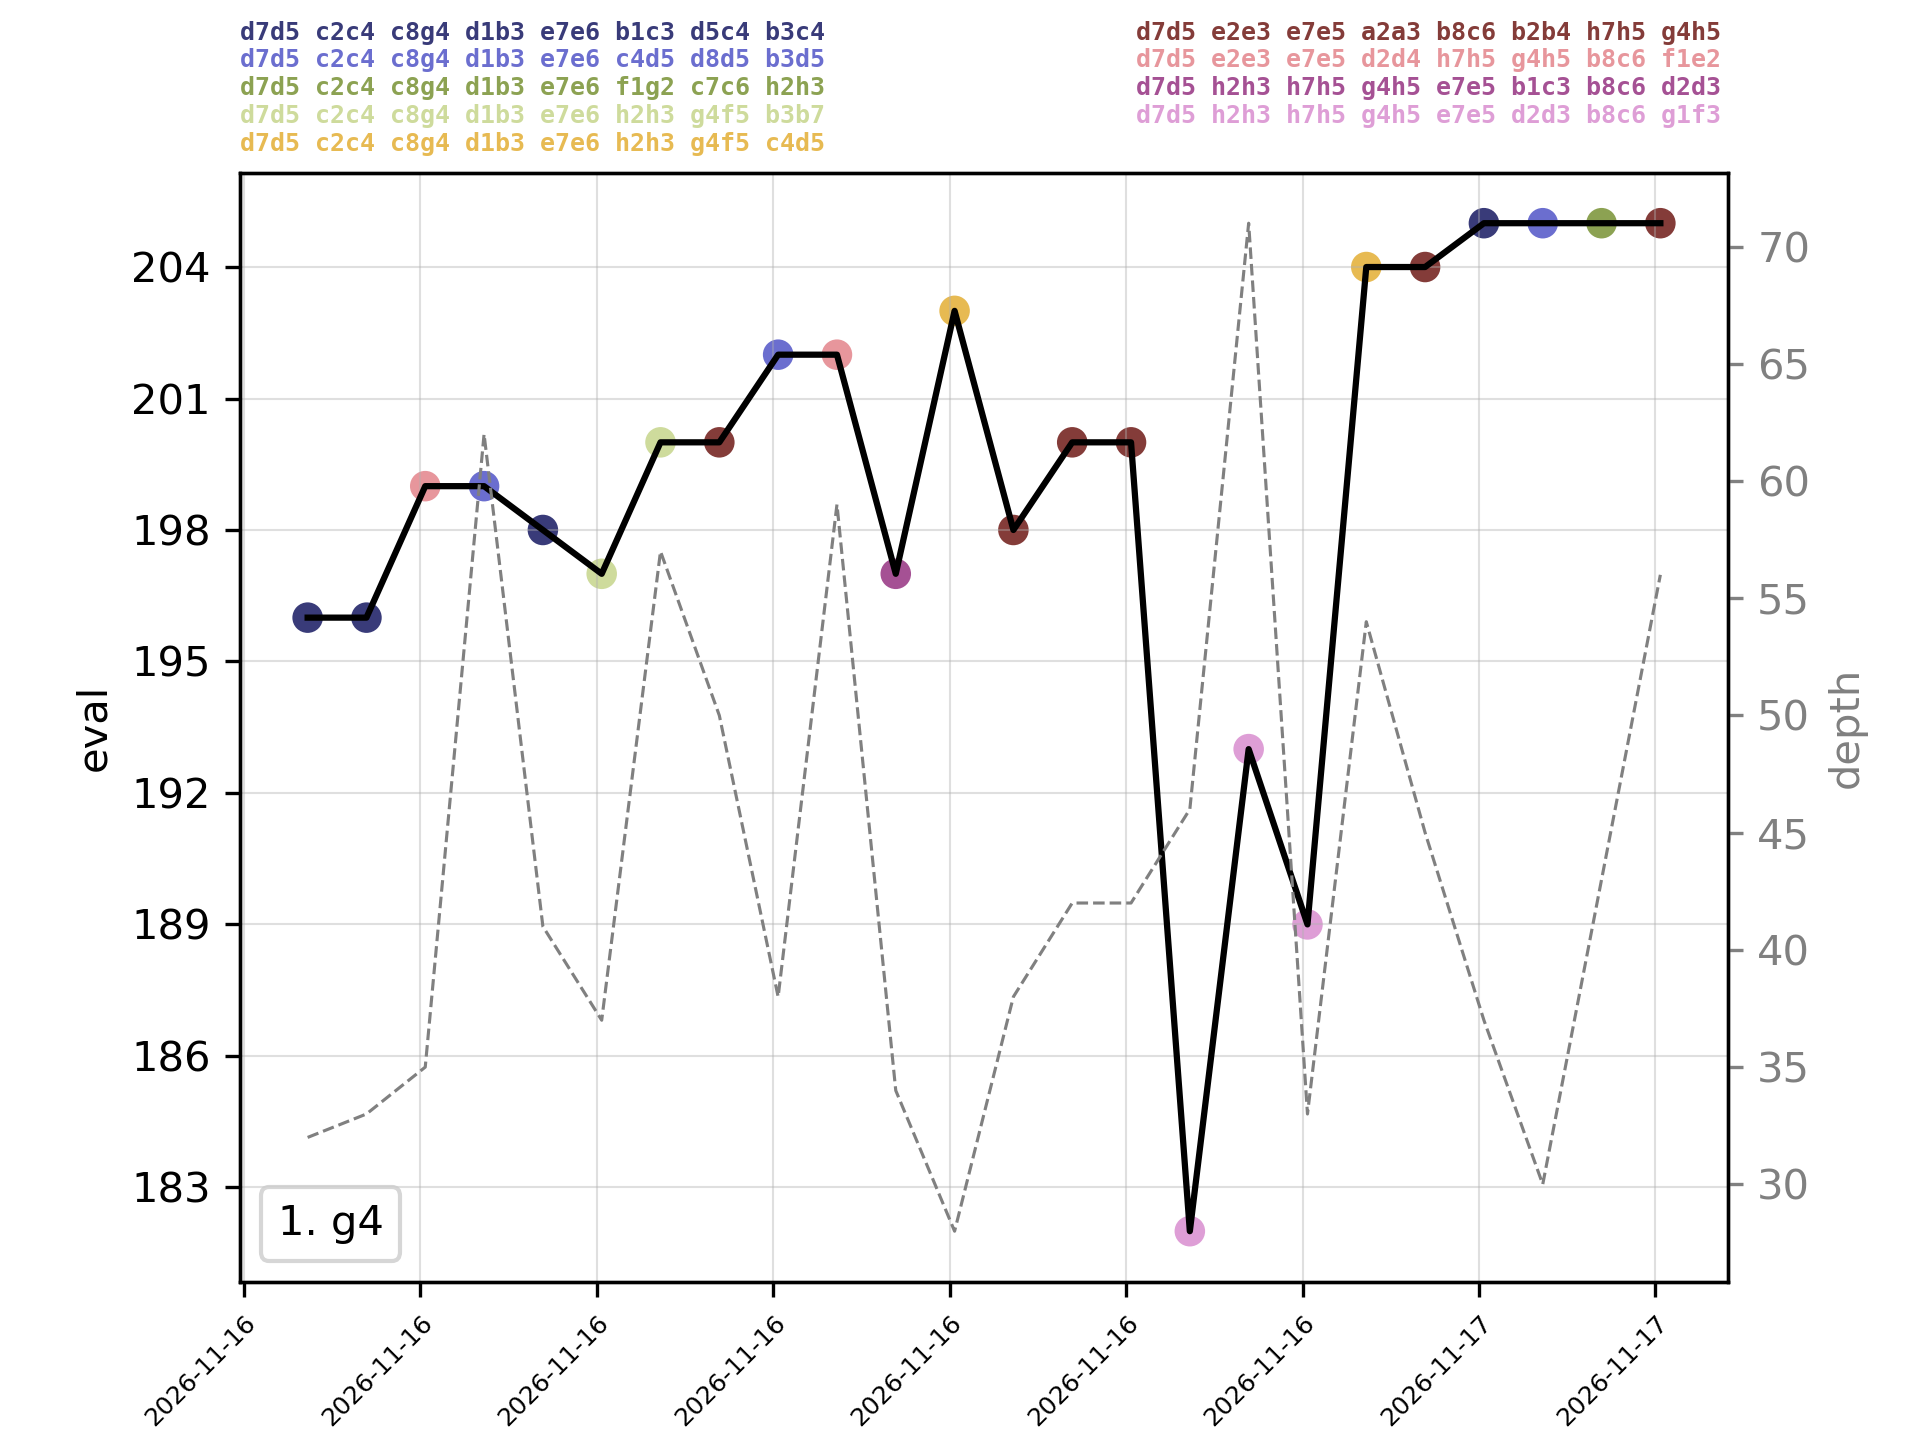 d7d5 c2c4 c8g4 d1b3 e7e6 b1c3 d5c4 b3c4
d7d5 c2c4 c8g4 d1b3 e7e6 c4d5 d8d5 b3d5
d7d5 c2c4 c8g4 d1b3 e7e6 f1g2 c7c6 h2h3
d7d5 c2c4 c8g4 d1b3 e7e6 h2h3 g4f5 b3b7
d7d5 c2c4 c8g4 d1b3 e7e6 h2h3 g4f5 c4d5
d7d5 e2e3 e7e5 a2a3 b8c6 b2b4 h7h5 g4h5
d7d5 e2e3 e7e5 d2d4 h7h5 g4h5 b8c6 f1e2
d7d5 h2h3 h7h5 g4h5 e7e5 b1c3 b8c6 d2d3
d7d5 h2h3 h7h5 g4h5 e7e5 d2d3 b8c6 g1f3
204
201
198
195
192
189
186
183
eval
70
65
60
55
50
45
40
35
30
depth
1. g4
2026-11-16
2026-11-16
2026-11-16
2026-11-16
2026-11-16
2026-11-16
2026-11-16
2026-11-17
2026-11-17